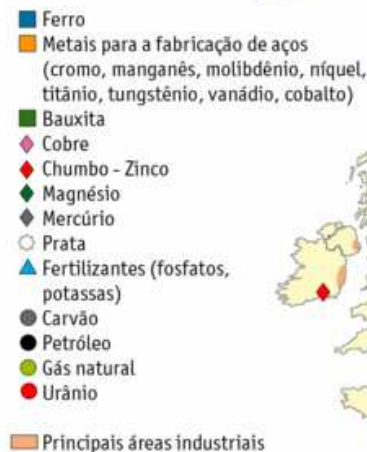 Ferro
Metais para a fabricação de aços
(cromo, manganês, molibdênio, níquel,
titânio, tungstênio, vanádio, cobalto)
Bauxita
Cobre
Chumbo - Zinco
Magnésio
Mercúrio
Prata
Fertilizantes (fosfatos,
potassas)
Carvão
Petróleo
Gás natural
Urânio
Principais áreas industriais